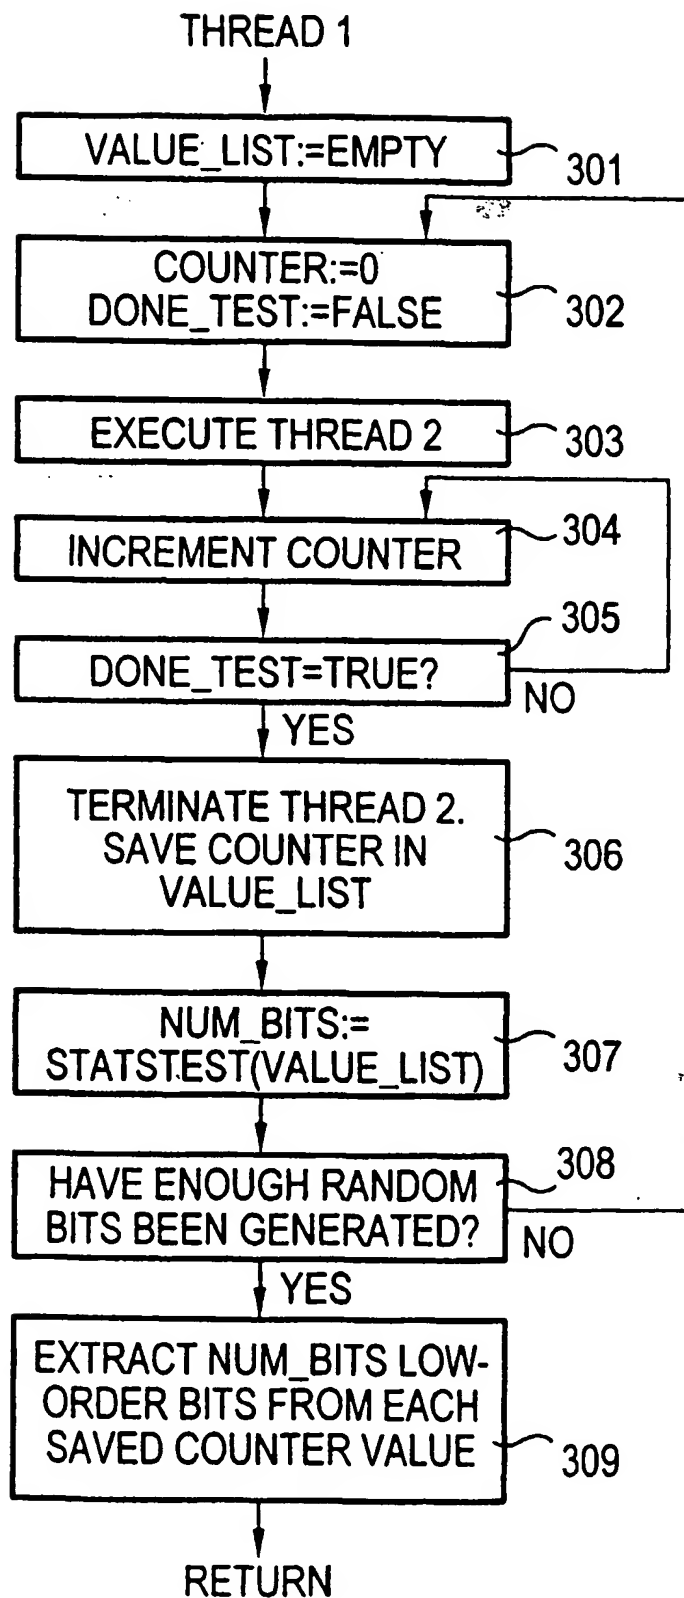 THREAD 1
VALUE_LIST:=EMPTY
301
COUNTER:=0
DONE_TEST:=FALSE
302
EXECUTE THREAD 2
303
INCREMENT COUNTER
304
DONE_TEST=TRUE?
305
NO
YES
TERMINATE THREAD 2.
SAVE COUNTER IN
VALUE_LIST
306
NUM_BITS:=
STATSTEST(VALUE_LIST)
307
HAVE ENOUGH RANDOM
BITS BEEN GENERATED?
308
NO
YES
EXTRACT NUM_BITS LOW-
ORDER BITS FROM EACH
SAVED COUNTER VALUE
309
RETURN